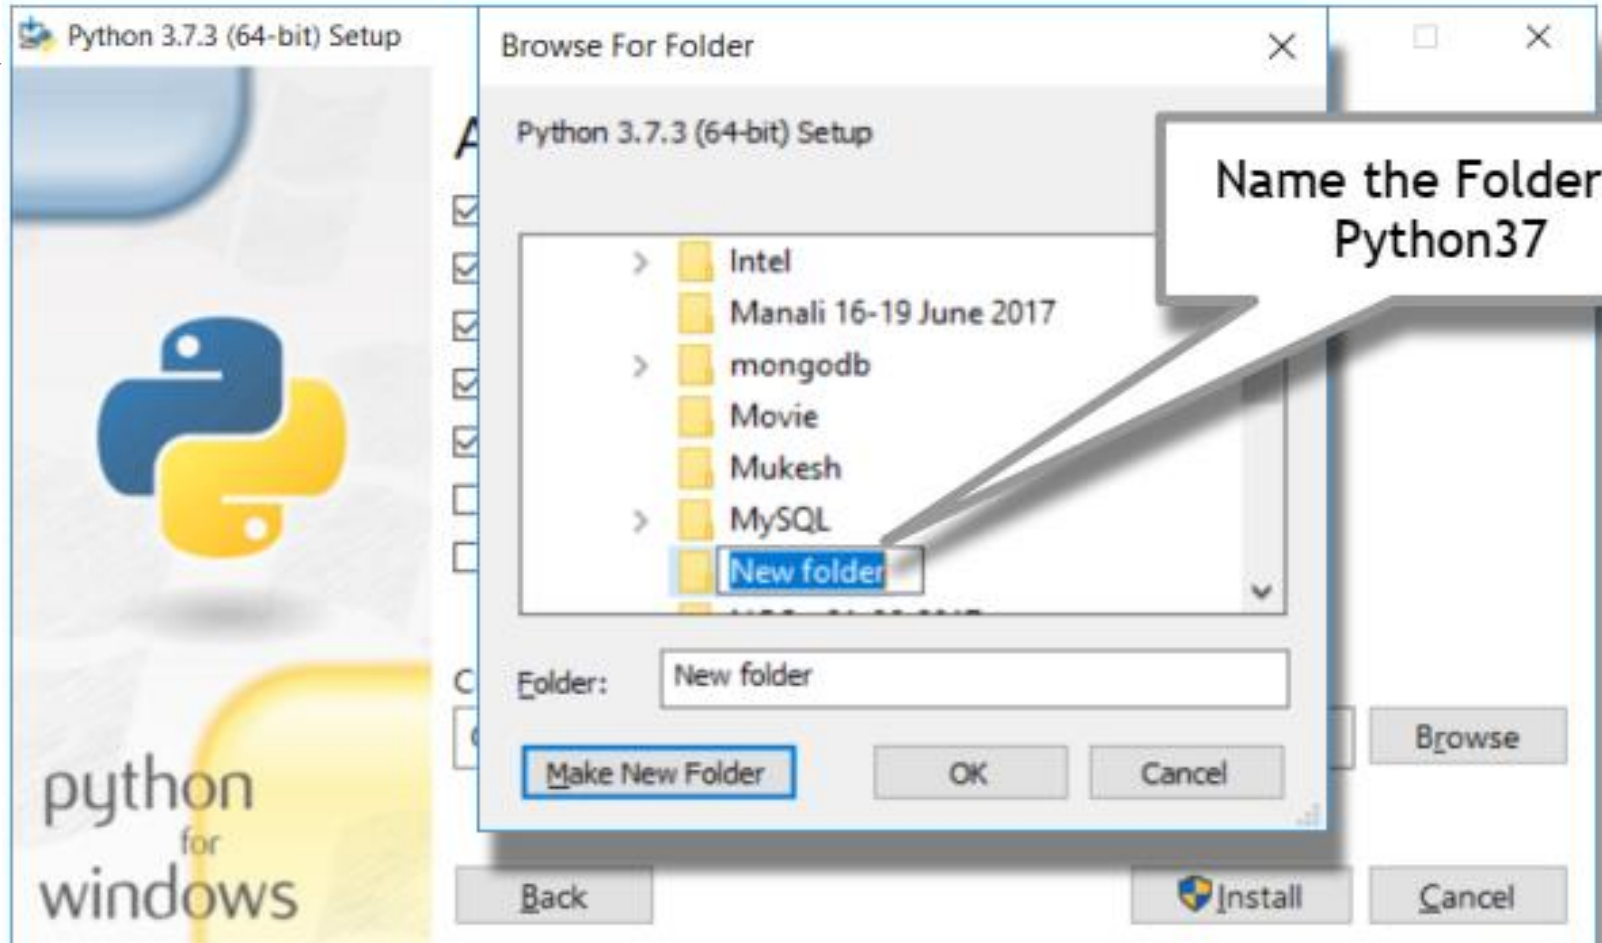 Python 3.7.3 (64-bit) Setup
Browse For Folder
Python 3.7.3 (64-bit) Setup
Name the Folder
Python37
Intel
Manali 16-19 June 2017
mongodb
Movie
Mukesh
MySQL
New folder
Folder: New folder
Make New Folder OK Cancel
Browse
python
for
windows
Back Install Cancel